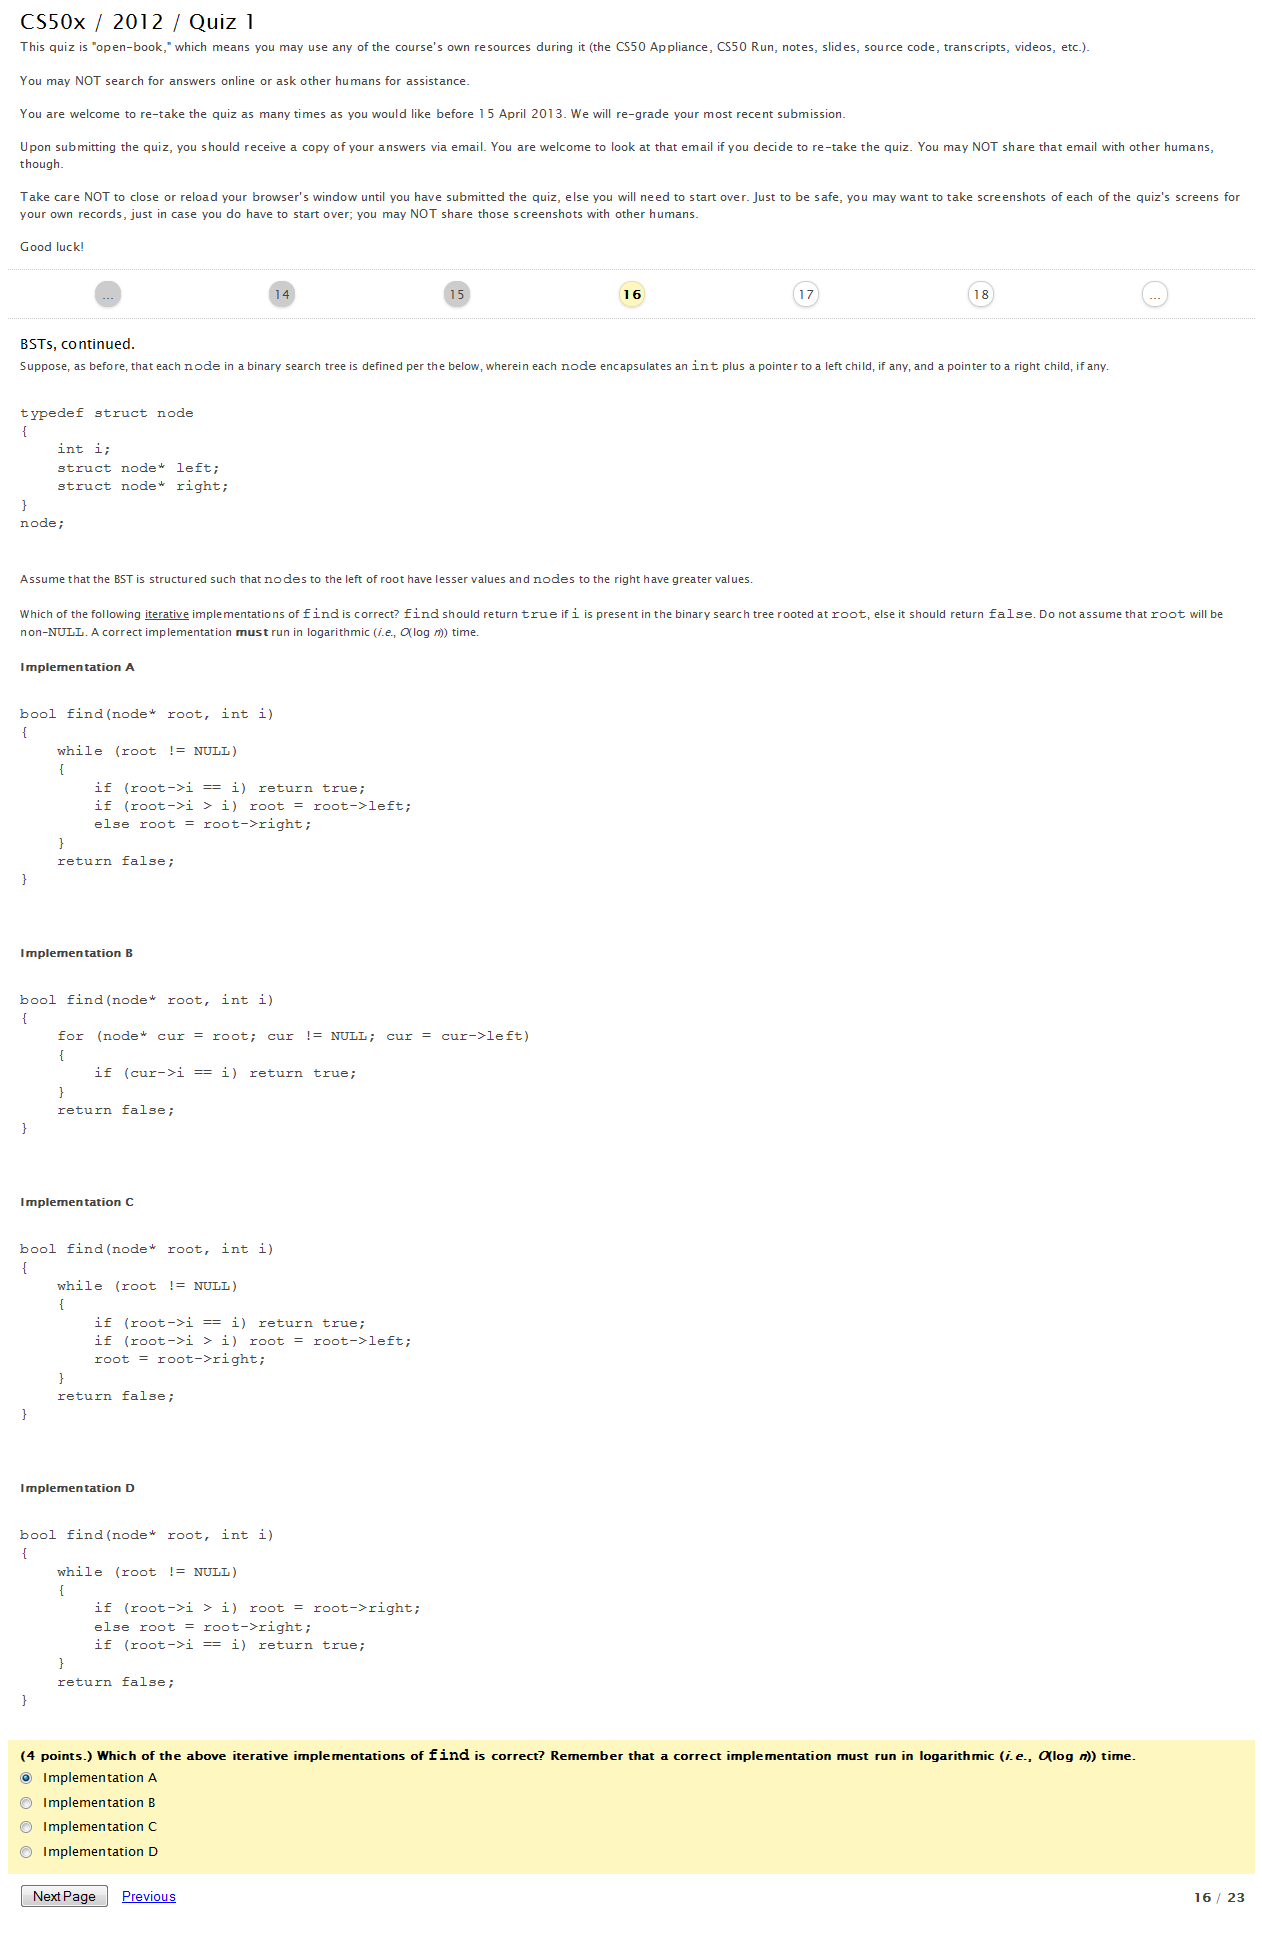 CS50x / 2012 / Quiz 1
This quiz is "open-book," which means you may use any of the course's own resources during it (the CS50 Appliance, CS50 Run, notes, slides, source code, transcripts, videos, etc.).
You may NOT search for answers online or ask other humans for assistance.
You are welcome to re-take the quiz as many times as you would like before 15 April 2013. We will re-grade your most recent submission.
Upon submitting the quiz, you should receive a copy of your answers via email. You are welcome to look at that email if you decide to re-take the quiz. You may NOT share that email with other humans,
though.
Take care NOT to close or reload your browser's window until you have submitted the quiz, else you will need to start over. Just to be safe, you may want to take screenshots of each of the quiz's screens for
your own records, just in case you do have to start over; you may NOT share those screenshots with other humans.
Good luck!
... 14 15 16 17 18 ...
BSTs, continued.
Suppose, as before, that each node in a binary search tree is defined per the below, wherein each node encapsulates an int plus a pointer to a left child, if any, and a pointer to a right child, if any.
typedef struct node
{
    int i;
    struct node* left;
    struct node* right;
}
node;
Assume that the BST is structured such that nodes to the left of root have lesser values and nodes to the right have greater values.
Which of the following iterative implementations of find is correct? find should return true if i is present in the binary search tree rooted at root, else it should return false. Do not assume that root will be
non-NULL. A correct implementation must run in logarithmic (i.e., O(log n)) time.
Implementation A
bool find(node* root, int i)
{
    while (root != NULL)
    {
        if (root->i == i) return true;
        if (root->i > i) root = root->left;
        else root = root->right;
    }
    return false;
}
Implementation B
bool find(node* root, int i)
{
    for (node* cur = root; cur != NULL; cur = cur->left)
    {
        if (cur->i == i) return true;
    }
    return false;
}
Implementation C
bool find(node* root, int i)
{
    while (root != NULL)
    {
        if (root->i == i) return true;
        if (root->i > i) root = root->left;
        root = root->right;
    }
    return false;
}
Implementation D
bool find(node* root, int i)
{
    while (root != NULL)
    {
        if (root->i > i) root = root->right;
        else root = root->right;
        if (root->i == i) return true;
    }
    return false;
}
(4 points.) Which of the above iterative implementations of find is correct? Remember that a correct implementation must run in logarithmic (i.e., O(log n)) time.
Implementation A
Implementation B
Implementation C
Implementation D
Next Page Previous 16 / 23